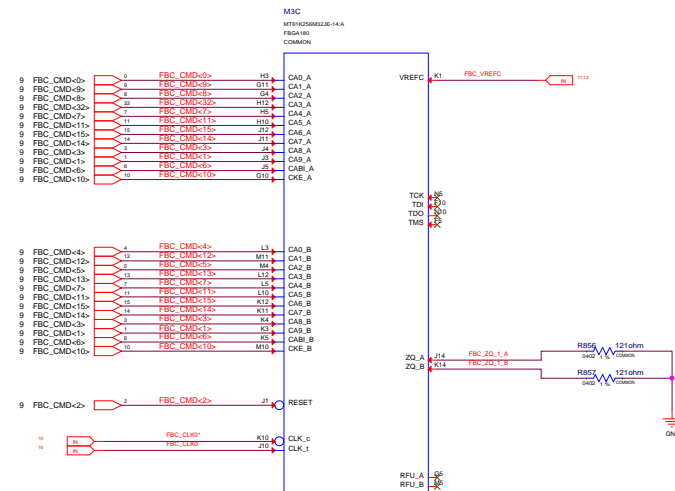 M3C
MT61K256M32JE-14:A
FBGA180
COMMON
9 FBC_CMD<0> 0 FBC_CMD<0> H3 CA0_A
9 FBC_CMD<9> 9 FBC_CMD<9> G11 CA1_A
9 FBC_CMD<8> 8 FBC_CMD<8> G4 CA2_A
9 FBC_CMD<32> 32 FBC_CMD<32> H12 CA3_A
9 FBC_CMD<7> 7 FBC_CMD<7> H5 CA4_A
9 FBC_CMD<11> 11 FBC_CMD<11> H10 CA5_A
9 FBC_CMD<15> 15 FBC_CMD<15> J12 CA6_A
9 FBC_CMD<14> 14 FBC_CMD<14> J11 CA7_A
9 FBC_CMD<3> 3 FBC_CMD<3> J4 CA8_A
9 FBC_CMD<1> 1 FBC_CMD<1> J3 CA9_A
9 FBC_CMD<6> 6 FBC_CMD<6> J5 CABI_A
9 FBC_CMD<10> 10 FBC_CMD<10> G10 CKE_A
VREFC K1 FBC_VREFC IN 11,12
TCK N5
TDI F10
TDO N10
TMS F5
9 FBC_CMD<4> 4 FBC_CMD<4> L3 CA0_B
9 FBC_CMD<12> 12 FBC_CMD<12> M11 CA1_B
9 FBC_CMD<5> 5 FBC_CMD<5> M4 CA2_B
9 FBC_CMD<13> 13 FBC_CMD<13> L12 CA3_B
9 FBC_CMD<7> 7 FBC_CMD<7> L5 CA4_B
9 FBC_CMD<11> 11 FBC_CMD<11> L10 CA5_B
9 FBC_CMD<15> 15 FBC_CMD<15> K12 CA6_B
9 FBC_CMD<14> 14 FBC_CMD<14> K11 CA7_B
9 FBC_CMD<3> 3 FBC_CMD<3> K4 CA8_B
9 FBC_CMD<1> 1 FBC_CMD<1> K3 CA9_B
9 FBC_CMD<6> 6 FBC_CMD<6> K5 CABI_B
9 FBC_CMD<10> 10 FBC_CMD<10> M10 CKE_B
ZQ_A J14 FBC_ZQ_1_A R856 121ohm
0402 1 % COMMON
ZQ_B K14 FBC_ZQ_1_B R857 121ohm
0402 1 % COMMON
GN
9 FBC_CMD<2> 2 FBC_CMD<2> J1 RESET
IN FBC_CLK0* K10 CLK_c
IN FBC_CLK0 J10 CLK_t
RFU_A G5
RFU_B M5